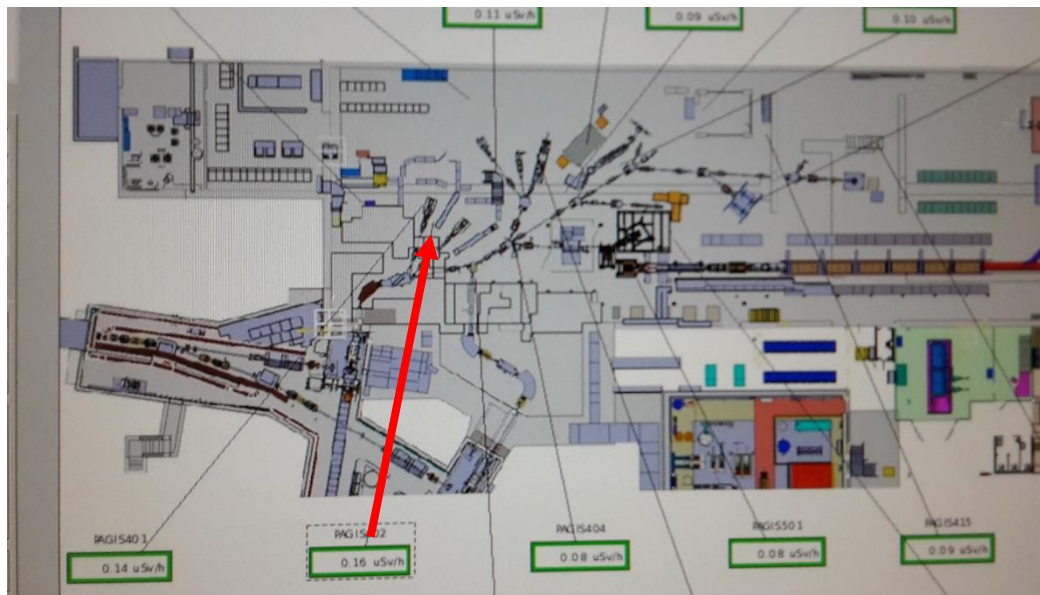 0.11 uSv/h
0.09 uSv/h
0.10 uSv/h
PAGIS401
0.14 uSv/h
0.16 uSv/h
PAGIS404
0.08 uSv/h
PAGIS501
0.08 uSv/h
PAGIS415
0.09 uSv/h